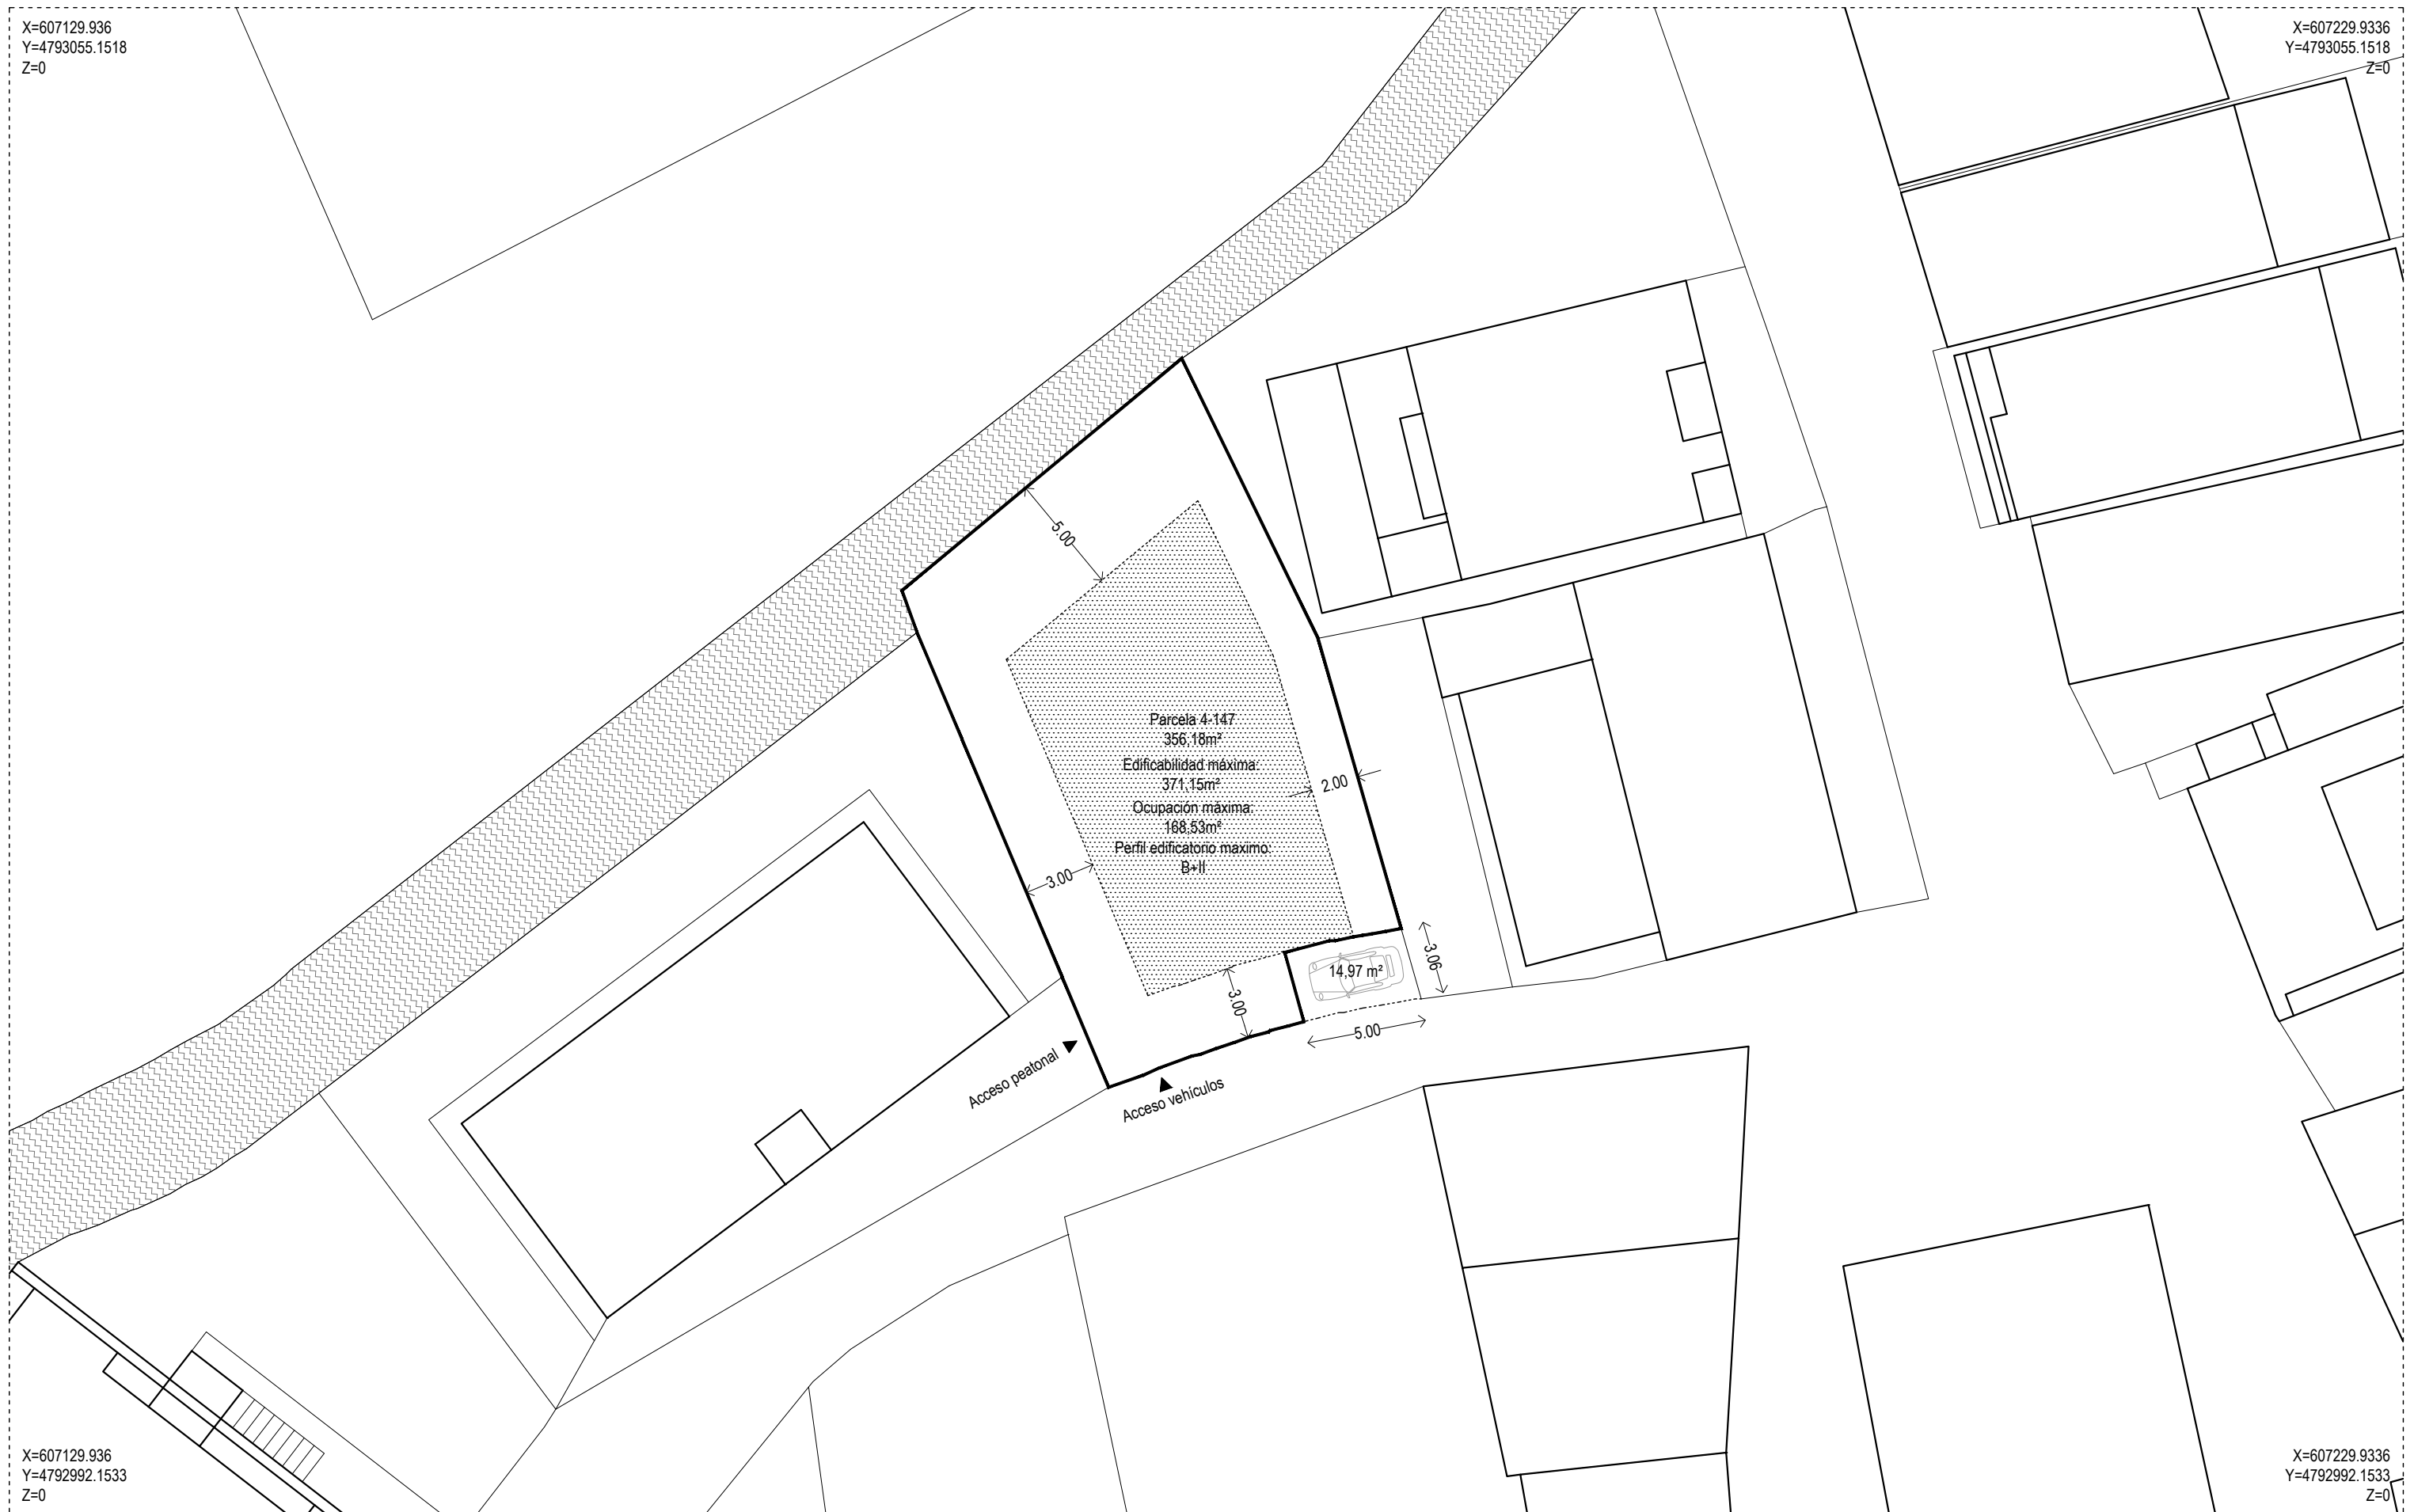 X=607129.936
Y=4793055.1518
Z=0
X=607229.9336
Y=4793055.1518
Z=0
5.00
Parcela 4-147
356,18m²
Edificabilidad máxima:
371,15m²
Ocupación máxima:
168,53m²
Perfil edificatorio maximo:
B+II
2.00
3.00
3.06
14,97 m²
3.00
5.00
Acceso peatonal
Acceso vehículos
X=607129.936
Y=4792992.1533
Z=0
X=607229.9336
Y=4792992.1533
Z=0